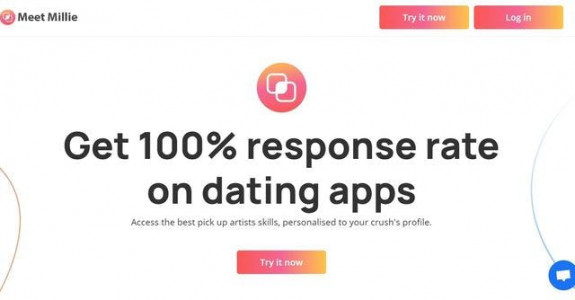 Meet Millie
Try it now
Log in
Get 100% response rate
on dating apps
Access the best pick up artists skills, personalised to your crush's profile.
Try it now